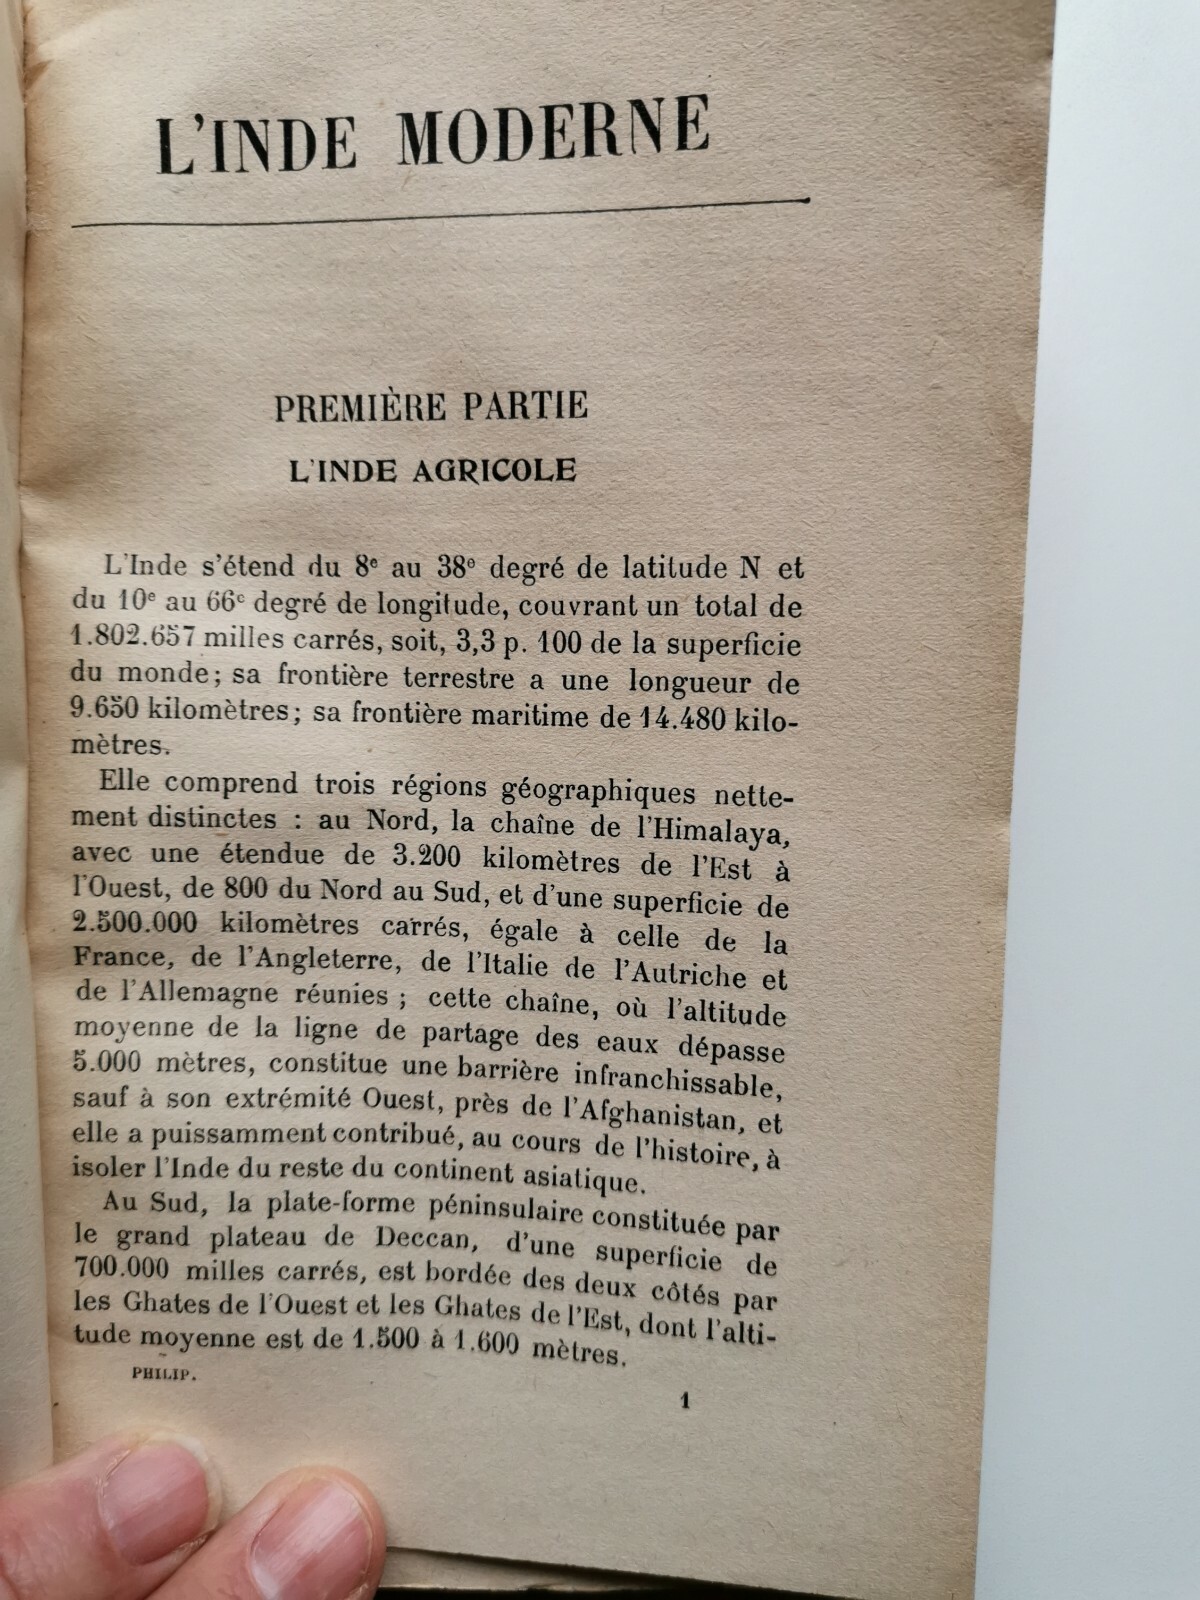 L'INDE MODERNE
PREMIÈRE PARTIE
L'INDE AGRICOLE
L'Inde s'étend du 8e au 38e degré de latitude N et
du 10e au 66e degré de longitude, couvrant un total de
1.802.657 milles carrés, soit, 3,3 p. 100 de la superficie
du monde; sa frontière terrestre a une longueur de
9.650 kilomètres; sa frontière maritime de 14.480 kilo-
mètres.
Elle comprend trois régions géographiques nette-
ment distinctes : au Nord, la chaîne de l'Himalaya,
avec une étendue de 3.200 kilomètres de l'Est à
l'Ouest, de 800 du Nord au Sud, et d'une superficie de
2.500.000 kilomètres carrés, égale à celle de la
France, de l'Angleterre, de l'Italie de l'Autriche et
de l'Allemagne réunies ; cette chaîne, où l'altitude
moyenne de la ligne de partage des eaux dépasse
5.000 mètres, constitue une barrière infranchissable,
sauf à son extrémité Ouest, près de l'Afghanistan, et
elle a puissamment contribué, au cours de l'histoire, à
isoler l'Inde du reste du continent asiatique.
Au Sud, la plate-forme péninsulaire constituée par
le grand plateau de Deccan, d'une superficie de
700.000 milles carrés, est bordée des deux côtés par
les Ghates de l'Ouest et les Ghates de l'Est, dont l'alti-
tude moyenne est de 1.500 à 1.600 mètres.
PHILIP.
1